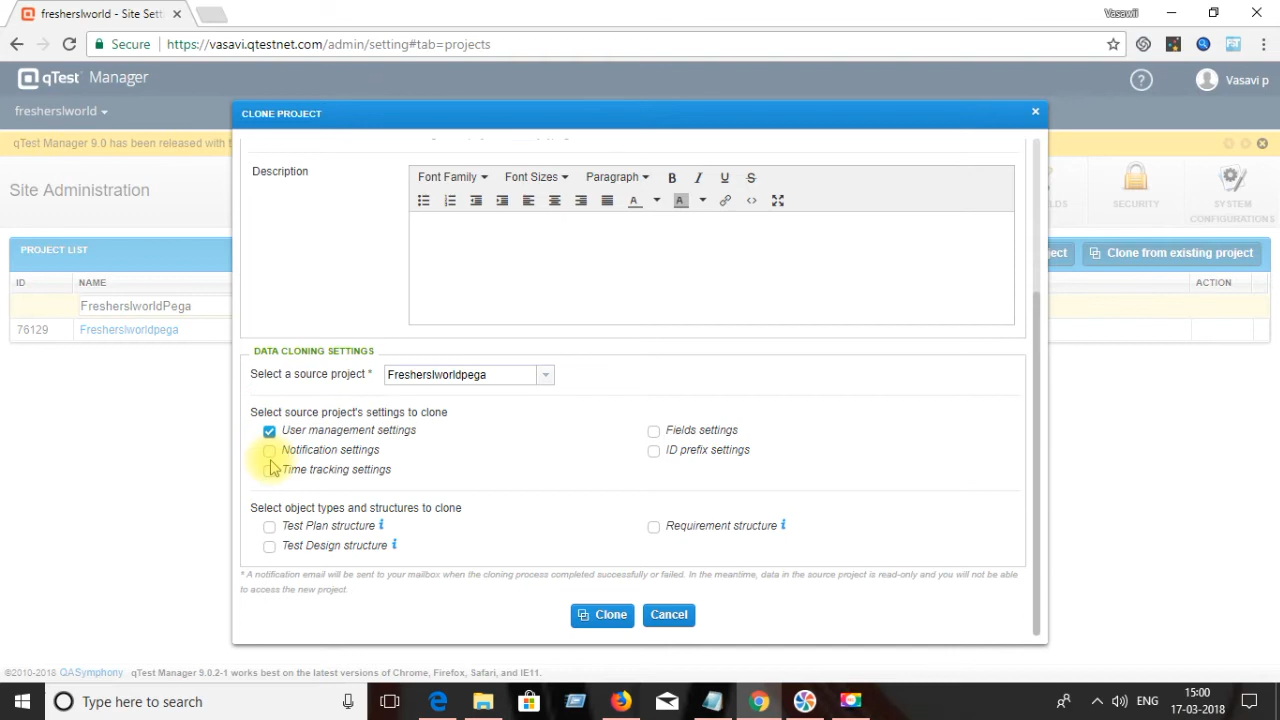 fresherslworld - Site Sett
Vasawii
Secure
https://vasavi.qtestnet.com/admin/setting#tab=projects
qTest Manager
Vasavi p
fresherslworld
CLONE PROJECT
qTest Manager 9.0 has been released with t
Description
Font Family
Font Sizes
Paragraph
B I U S
A A
Site Administration
SECURITY
SYSTEM
CONFIGURATIONS
PROJECT LIST
Clone from existing project
ID NAME ACTION
FresherslworldPega
76129 Fresherslworldpega
DATA CLONING SETTINGS
Select a source project * Fresherslworldpega
Select source project's settings to clone
User management settings Fields settings
Notification settings ID prefix settings
Time tracking settings
Select object types and structures to clone
Test Plan structure i Requirement structure i
Test Design structure i
* A notification email will be sent to your mailbox when the cloning process completed successfully or failed. In the meantime, data in the source project is read-only and you will not be able
to access the new project.
Clone Cancel
©2010-2018 QASymphony qTest Manager 9.0.2-1 works best on the latest versions of Chrome, Firefox, Safari, and IE11.
Type here to search
ENG
15:00
17-03-2018